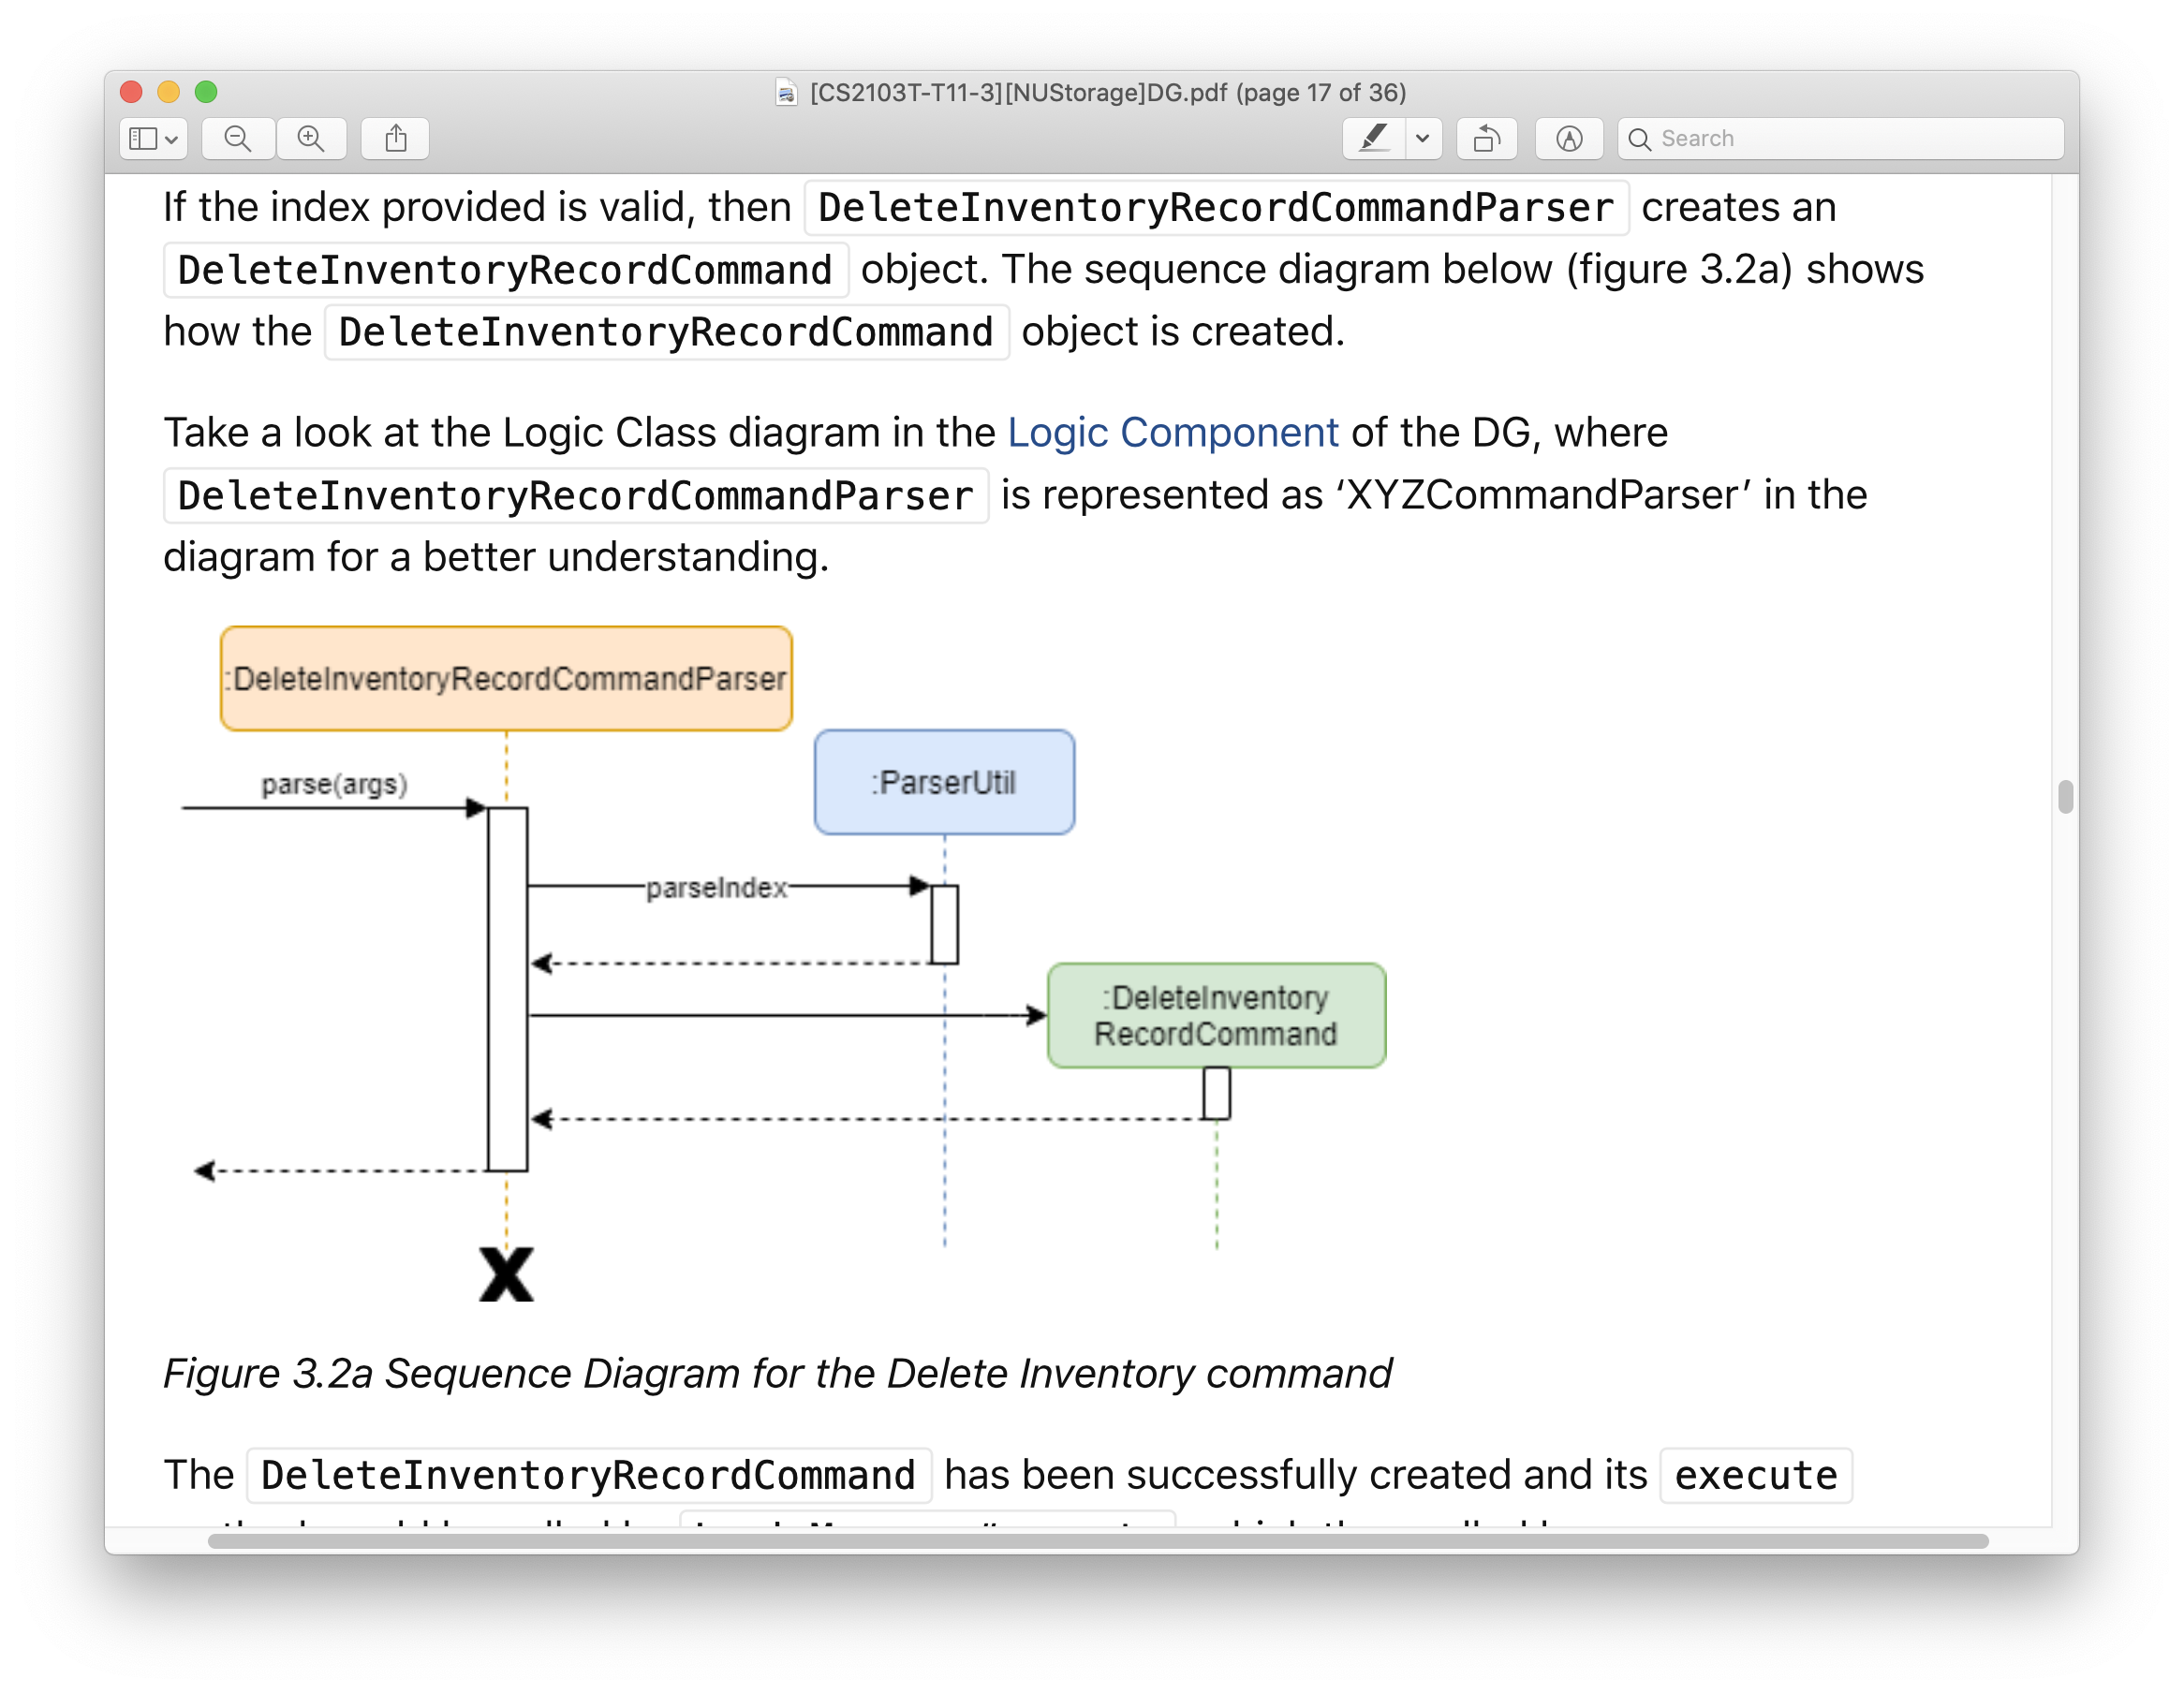 [CS2103T-T11-3][NUStorage]DG.pdf (page 17 of 36)
Search
If the index provided is valid, then DeleteInventoryRecordCommandParser creates an
DeleteInventoryRecordCommand object. The sequence diagram below (figure 3.2a) shows
how the DeleteInventoryRecordCommand object is created.
Take a look at the Logic Class diagram in the Logic Component of the DG, where
DeleteInventoryRecordCommandParser is represented as ‘XYZCommandParser’ in the
diagram for a better understanding.
:DeleteInventoryRecordCommandParser
:ParserUtil
parse(args)
parseIndex
:DeleteInventory
RecordCommand
X
Figure 3.2a Sequence Diagram for the Delete Inventory command
The DeleteInventoryRecordCommand has been successfully created and its execute